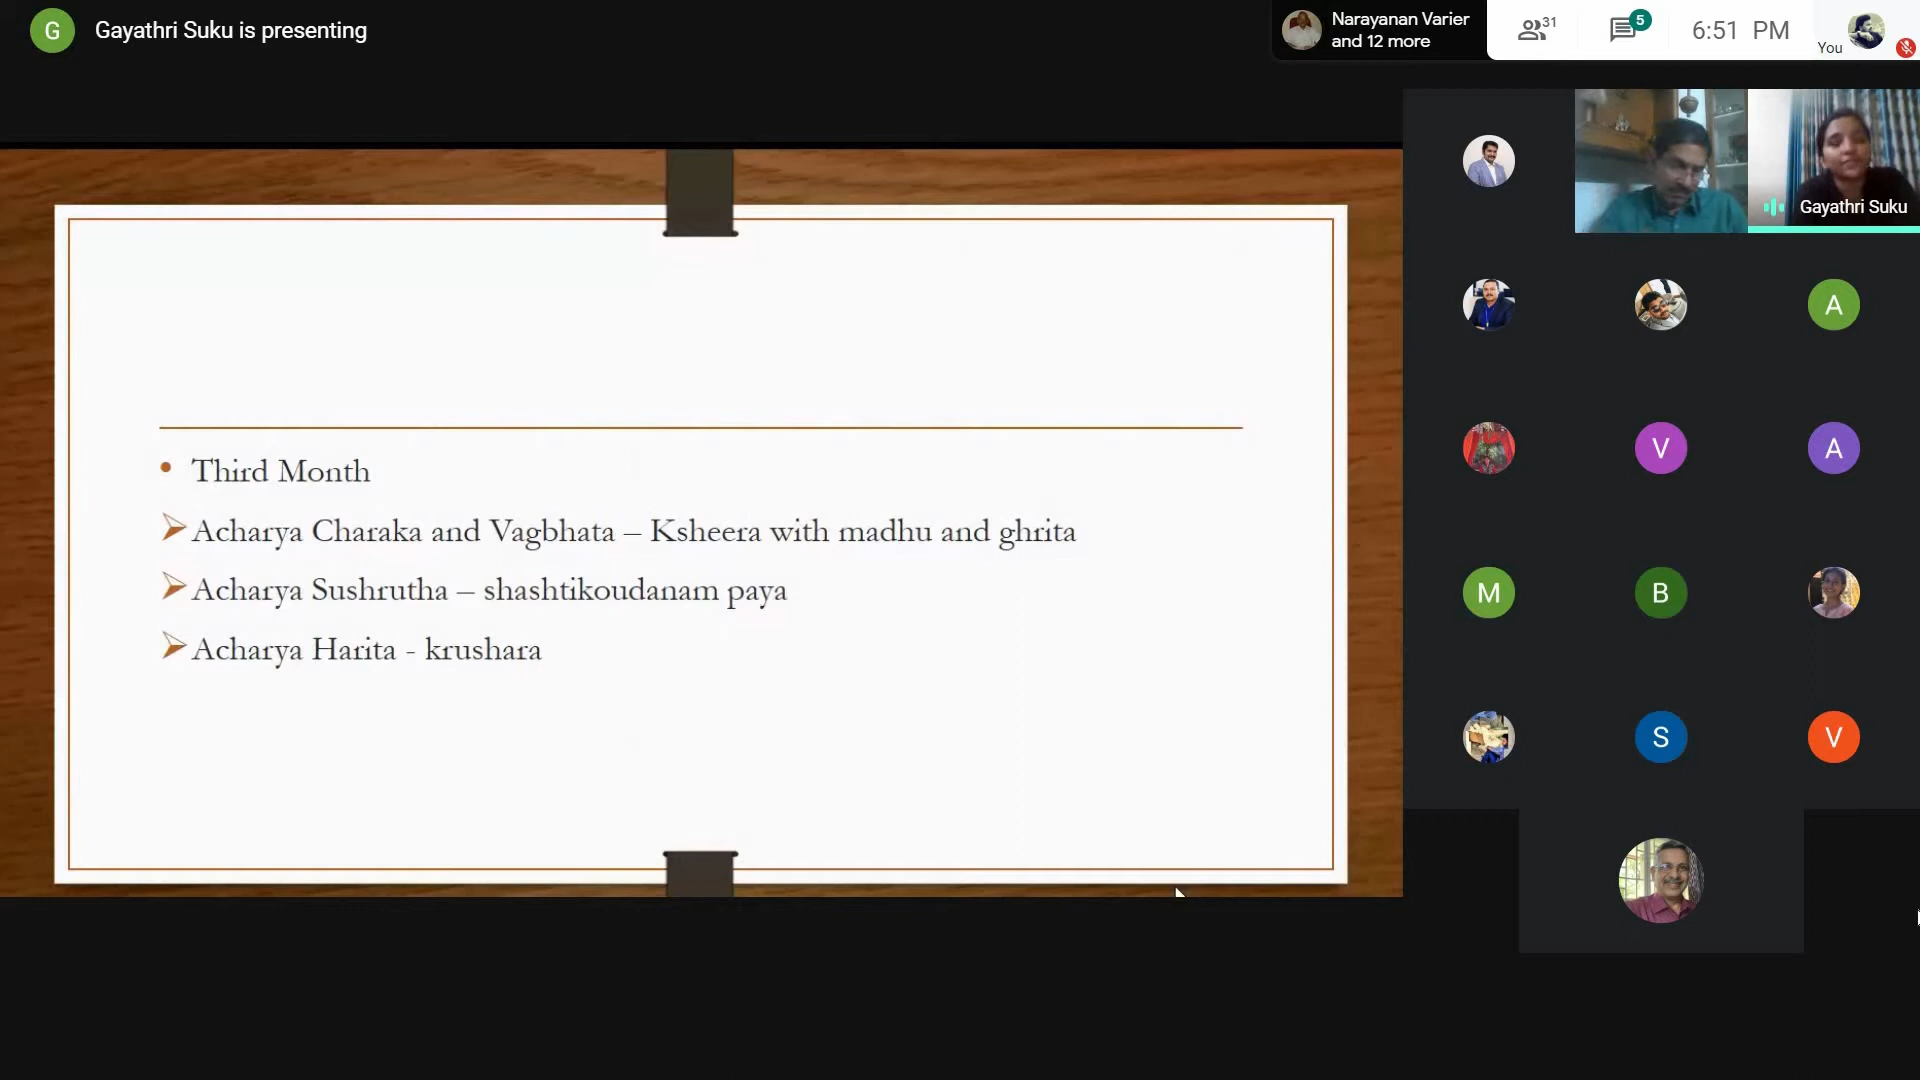 G
Gayathri Suku is presenting
Narayanan Varier
and 12 more
31
5
6:51 PM
You
Gayathri Suku
A
V
A
M
B
S
V
• Third Month
Acharya Charaka and Vagbhata – Ksheera with madhu and ghrita
Acharya Sushrutha – shashtikoudanam paya
Acharya Harita - krushara